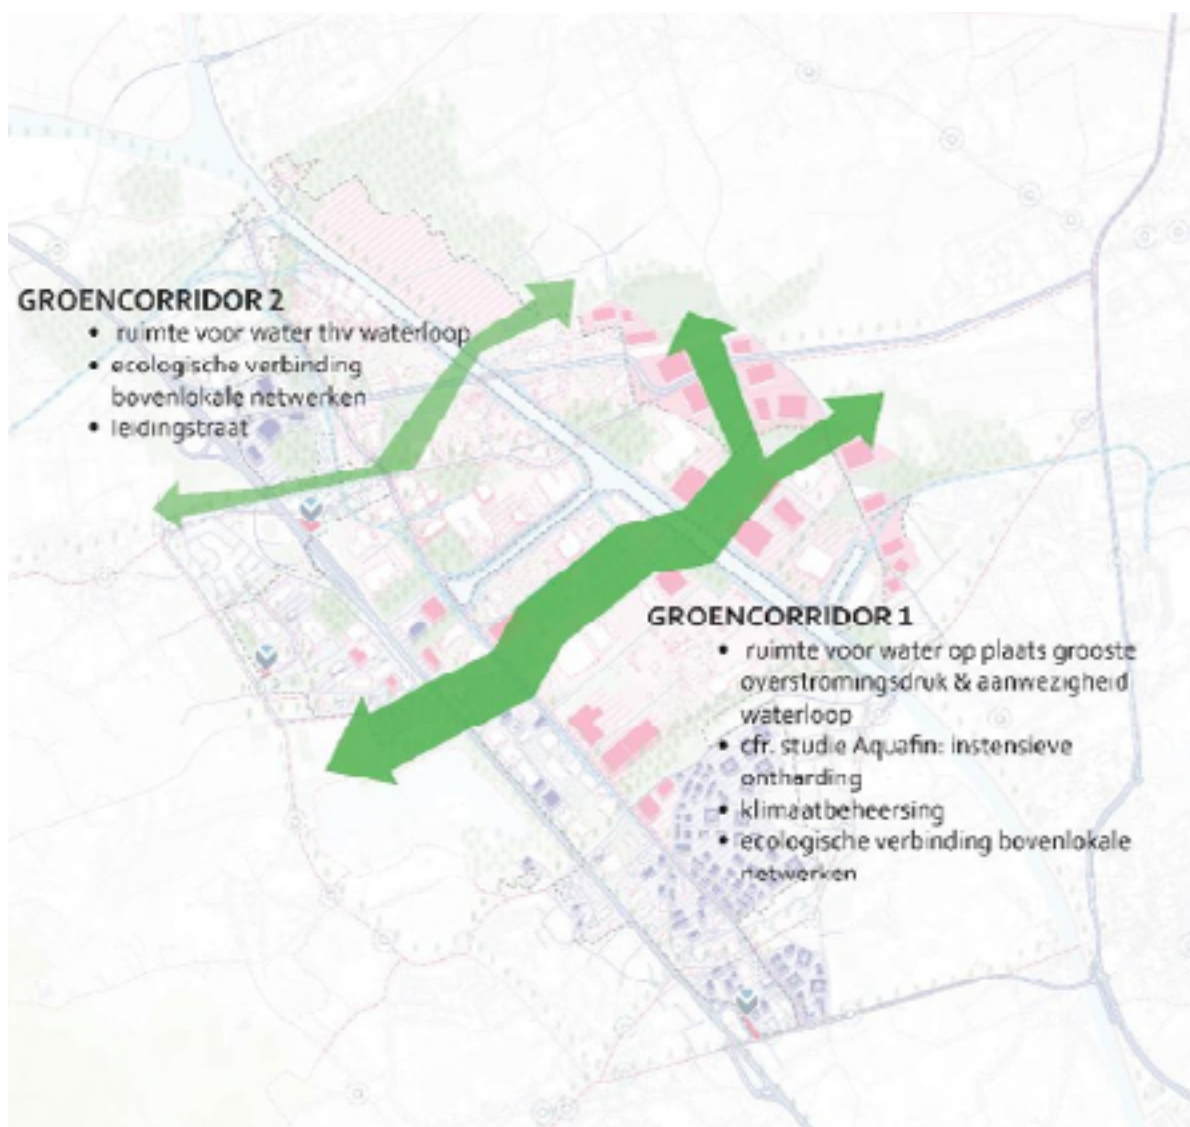 GROENCORRIDOR 2
• ruimte voor water thv waterloop
• ecologische verbinding
bovenlokale netwerken
• leidingstraat
GROENCORRIDOR 1
• ruimte voor water op plaats grooste
overstromingsdruk & aanwezigheid
waterloop
• cfr. studie Aquafin: instensieve
ontharding
• klimaatbeheersing
• ecologische verbinding bovenlokale
netwerken